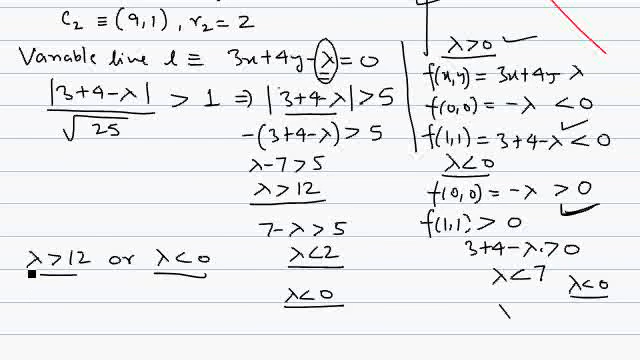 C₂ ≡ (9,1), r₂ = 2
Variable line l ≡ 3x+4y-λ=0
|3+4-λ| / √25 > 1 ⇒ |3+4-λ|>5
-(3+4-λ)>5
λ-7>5
λ>12
7-λ>5
λ<2
λ<0
λ>12 or λ<0
λ>0 ✓
f(x,y) = 3x+4y λ
f(0,0) = -λ <0
f(1,1) = 3+4-λ<0
λ<0
f(0,0) = -λ >0
f(1,1) > 0
3+4-λ>0
λ<7
λ<0